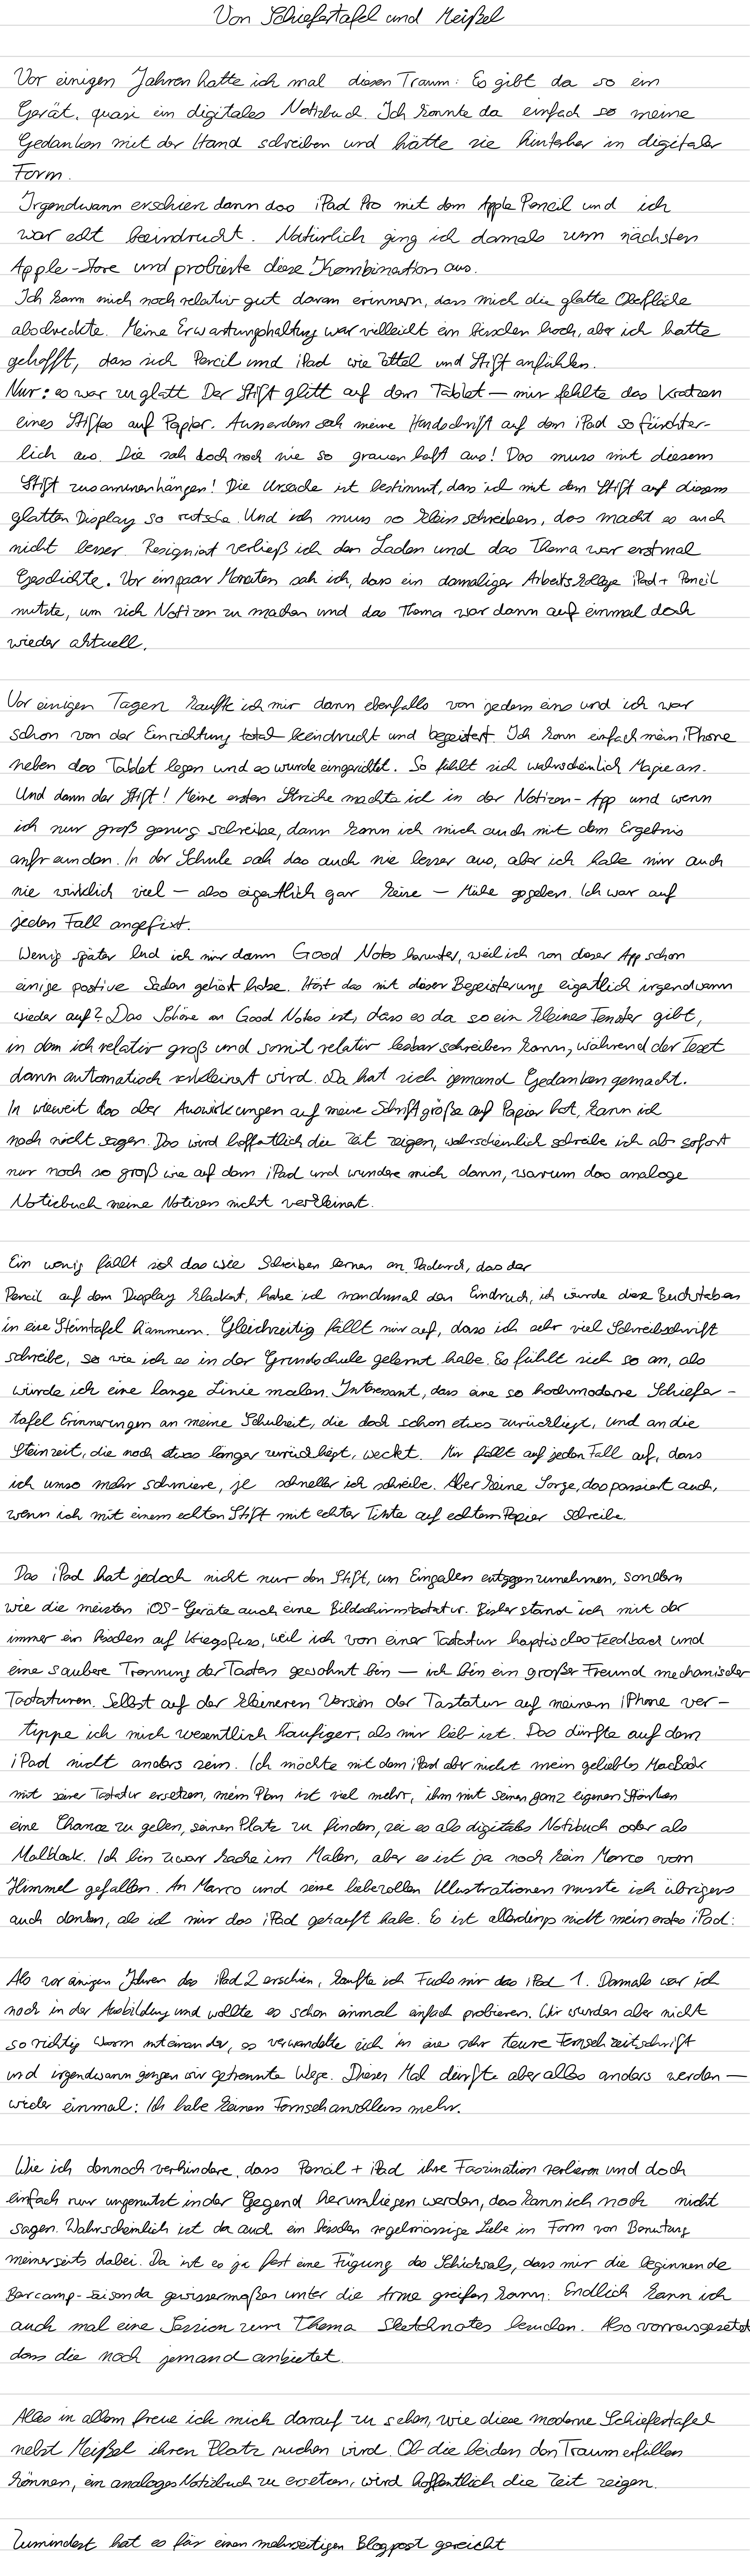 Von Schiefertafel und Meißel
Vor einigen Jahren hatte ich mal diesen Traum: Es gibt da so ein
Gerät, quasi ein digitales Notizbuch. Ich könnte da einfach so meine
Gedanken mit der Hand schreiben und hätte sie hinterher in digitaler
Form.
Irgendwann erschien dann das iPad Pro mit dem Apple Pencil und ich
war echt beeindruckt. Natürlich ging ich damals zum nächsten
Apple-Store und probierte diese Kombination aus.
Ich kann mich noch relativ gut daran erinnern, dass mich die glatte Oberfläche
abschreckte. Meine Erwartungshaltung war vielleicht ein bisschen hoch, aber ich hatte
gehofft, dass sich Pencil und iPad wie Zettel und Stift anfühlen.
Nur: es war zu glatt. Der Stift glitt auf dem Tablet – mir fehlte das Kratzen
eines Stiftes auf Papier. Ausserdem sah meine Handschrift auf dem iPad so fürchter-
lich aus. Die sah doch noch nie so grauenhaft aus! Das muss mit diesem
Stift zusammenhängen! Die Ursache ist bestimmt, dass ich mit dem Stift auf diesem
glatten Display so rutsche. Und ich muss so klein schreiben, das macht es auch
nicht besser. Resigniert verließ ich den Laden und das Thema war erstmal
Geschichte. Vor ein paar Monaten sah ich, dass ein damaliger Arbeitskollege iPad + Pencil
nutzte, um sich Notizen zu machen und das Thema war dann auf einmal doch
wieder aktuell.
Vor einigen Tagen kaufte ich mir dann ebenfalls von jedem eins und ich war
schon von der Einrichtung total beeindruckt und begeistert. Ich kann einfach mein iPhone
neben das Tablet legen und es wurde eingerichtet. So fühlt sich wahrscheinlich Magie an.
Und dann der Stift! Meine ersten Striche machte ich in der Notizen-App und wenn
ich nur groß genug schreibe, dann kann ich mich auch mit dem Ergebnis
anfreunden. In der Schule sah das auch nie besser aus, aber ich habe mir auch
nie wirklich viel – also eigentlich gar keine – Mühe gegeben. Ich war auf
jeden Fall angefixt.
Wenig später lud ich mir dann Good Notes herunter, weil ich von dieser App schon
einige postive Sachen gehört habe. Hört das mit dieser Begeisterung eigentlich irgendwann
wieder auf? Das Schöne an Good Notes ist, dass es da so ein kleines Fenster gibt,
in dem ich relativ groß und somit relativ lesbar schreiben kann, während der Text
dann automatisch verkleinert wird. Da hat sich jemand Gedanken gemacht.
In wieweit das aber Auswirkungen auf meine Schriftgröße auf Papier hat, kann ich
noch nicht sagen. Das wird hoffentlich die Zeit zeigen, wahrscheinlich schreibe ich ab sofort
nur noch so groß wie auf dem iPad und wundere mich dann, warum das analoge
Notizbuch meine Notizen nicht verkleinert.
Ein wenig fühlt sich das wie Schreiben lernen an. Dadurch, das der
Pencil auf dem Display klackert, habe ich manchmal den Eindruck, ich würde diese Buchstaben
in eine Steintafel hämmern. Gleichzeitig fällt mir auf, dass ich sehr viel Schreibschrift
schreibe, so wie ich es in der Grundschule gelernt habe. Es fühlt sich so an, als
würde ich eine lange Linie malen. Interessant, dass eine so hochmoderne Schiefer-
tafel Erinnerungen an meine Schulzeit, die doch schon etwas zurückliegt, und an die
Steinzeit, die noch etwas länger zurückliegt, weckt. Mir fällt auf jeden Fall auf, dass
ich umso mehr schmiere, je schneller ich schreibe. Aber keine Sorge, das passiert auch,
wenn ich mit einem echten Stift mit echter Tinte auf echtem Papier schreibe.
Das iPad hat jedoch nicht nur den Stift, um Eingaben entgegenzunehmen, sondern
wie die meisten iOS-Geräte auch eine Bildschirmtastatur. Bisher stand ich mit der
immer ein bisschen auf Kriegsfuss, weil ich von einer Tastatur haptisches Feedback und
eine saubere Trennung der Tasten gewohnt bin – ich bin ein großer Freund mechanischer
Tastaturen. Selbst auf der kleineren Version der Tastatur auf meinem iPhone ver-
tippe ich mich wesentlich häufiger, als mir lieb ist. Das dürfte auf dem
iPad nicht anders sein. Ich möchte mit dem iPad aber nicht mein geliebtes MacBook
mit seiner Tastatur ersetzen, mein Plan ist viel mehr, ihm mit seinen ganz eigenen Stärken
eine Chance zu geben, seinen Platz zu finden, sei es als digitales Notizbuch oder als
Malblock. Ich bin zwar kacke im Malen, aber es ist ja noch kein Marco vom
Himmel gefallen. An Marco und seine liebevollen Illustrationen musste ich übrigens
auch denken, als ich mir das iPad gekauft habe. Es ist allerdings nicht mein erstes iPad:
Als vor einigen Jahren das iPad 2 erschien, kaufte ich Fuchs mir das iPad 1. Damals war ich
noch in der Ausbildung und wollte es schon einmal einfach probieren. Wir wurden aber nicht
so richtig warm miteinander, es verwandelte sich in eine sehr teure Fernsehzeitschrift
und irgendwann gingen wir getrennte Wege. Dieses Mal dürfte aber alles anders werden –
wieder einmal: Ich habe keinen Fernsehanschluss mehr.
Wie ich dennoch verhindere, dass Pencil + iPad ihre Faszination verlieren und doch
einfach nur ungenutzt in der Gegend herumliegen werden, das kann ich noch nicht
sagen. Wahrscheinlich ist da auch ein bisschen regelmässige Liebe in Form von Benutzung
meinerseits dabei. Da ist es ja fast eine Fügung des Schicksals, dass mir die beginnende
Barcamp-Saison da gewissermaßen unter die Arme greifen kann: Endlich kann ich
auch mal eine Session zum Thema Sketchnotes besuchen. Also vorrausgesetzt
dass die noch jemand anbietet.
Alles in allem freue ich mich darauf zu sehen, wie diese moderne Schiefertafel
nebst Meißel ihren Platz suchen wird. Ob die beiden den Traum erfüllen
können, ein analoges Notizbuch zu ersetzen, wird hoffentlich die Zeit zeigen.
Zumindest hat es für einen mehrseitigen Blogpost gereicht